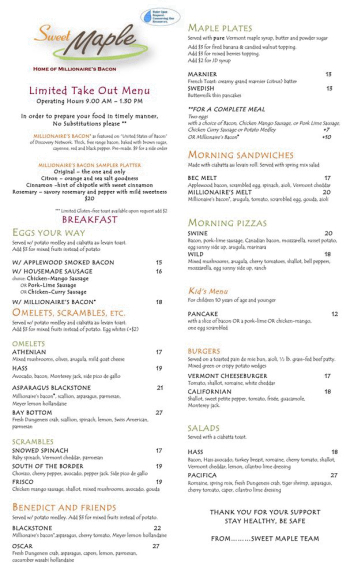 Sweet Maple
HOME OF MILLIONAIRE'S BACON
Limited Take Out Menu
Operating Hours 9.00 AM – 1.30 PM
In order to prepare your food in timely manner,
No Substitutions please **
MILLIONAIRE'S BACON® as featured on "United States of Bacon"
of Discovery Network. Thick, free range bacon, baked with brown sugar,
cayenne, red and black pepper. Pre-made. $9 for a side order
MILLIONAIRE'S BACON SAMPLER PLATTER
Original – the one and only
Citron – orange and yea salt goodness
Cinnamon –hint of chipotle with sweet cinnamon
Rosemary – savory rosemary and pepper with mild sweetness
$20
** Limited Gluten-free toast available upon request add $2
BREAKFAST
EGGS YOUR WAY
Served w/ potato medley and ciabatta au levain toast.
Add $3 for mixed fruits instead of potato
W/ APPLEWOOD SMOKED BACON 15
W/ HOUSEMADE SAUSAGE 16
choice: Chicken-Mango Sausage
OR Pork-Lime Sausage
OR Chicken-Curry Sausage
W/ MILLIONAIRE'S BACON® 18
OMELETS, SCRAMBLES, ETC.
Served w/ potato medley and ciabatta au levain toast.
Add $3 for mixed fruits instead of potato. Egg whites (+$2)
OMELETS
ATHENIAN 17
Mixed mushrooms, olives, arugula, mild goat cheese
HASS 19
Avocado, bacon, Monterey jack, side pico de gallo
ASPARAGUS BLACKSTONE 21
Millionaire's bacon®, scallion, asparagus, parmesan,
Meyer lemon hollandaise
BAY BOTTOM 27
Fresh Dungeness crab, scallion, spinach, lemon, Swiss American,
parmesan
SCRAMBLES
SNOWED SPINACH 17
Baby spinach, Vermont cheddar, parmesan
SOUTH OF THE BORDER 19
Chorizo, cherry pepper, avocado, pepper jack. Side pico de gallo
FRISCO 19
Chicken mango sausage, shallot, mixed mushrooms, avocado, gouda
BENEDICT AND FRIENDS
Served w/ potato medley. Add $3 for mixed fruits instead of potato.
BLACKSTONE 22
Millionaire's bacon®,asparagus, cherry tomato, Meyer lemon hollandaise
OSCAR 27
Fresh Dungeness crab, asparagus, capers, lemon, parmesan,
cucumber wasabi hollandaise
MAPLE PLATES
Served with pure Vermont maple syrup, butter and powder sugar
Add $3 for fired banana & candied walnut topping.
Add $3 for mixed berries topping.
Add $2 for JD syrup
MARNIER 13
French Toast: creamy grand marnier (citrus) batter
SWEDISH 13
Buttermilk thin pancakes
**FOR A COMPLETE MEAL
Two eggs
with a choice of Bacon, Chicken Mango Sausage, or Pork Lime Sausage,
Chicken Curry Sausage or Potato Medley +7
OR Millionaire's Bacon® +10
MORNING SANDWICHES
Made with ciabatta au levain roll. Served with spring mix salad
BEC MELT 17
Applewood bacon, scrambled egg, spinach, aioli, Vermont cheddar
MILLIONAIRE'S MELT 20
Millionaire's bacon®, arugula, tomato, scrambled egg, gouda, aioli
MORNING PIZZAS
SWINE 20
Bacon, pork-lime sausage, Canadian bacon, mozzarella, romet potato,
egg sunny side up, arugula, marinara
WILD 18
Mixed mushrooms, arugula, cherry tomatoes, shallot, bell pepper,
mozzarella, egg sunny side up, ranch
Kid's Menu
For children 10 years of age and younger
PANCAKE 12
with a slice of bacon OR a pork-lime OR chicken-mango,
one egg scrambled
BURGERS
Served on a toasted pain de mie bun, aioli, ½ lb. grass-fed beef patty.
Mixed green or crispy potato wedges
VERMONT CHEESEBURGER 17
Tomato, shallot, romaine, white cheddar
CALIFORNIAN 18
Shallot, sweet petite pepper, tomato, frisée, guacamole,
Monterey jack.
SALADS
Served with a ciabatta toast.
HASS 18
Bacon, Hass avocado, turkey breast, romaine, cherry tomato, shallot,
Vermont cheddar, lemon, cilantro lime dressing
PACIFICA 27
Romaine, spring mix, fresh Dungeness crab, tiger shrimp, asparagus,
cherry tomato, caper, cilantro lime dressing
THANK YOU FOR YOUR SUPPORT
STAY HEALTHY, BE SAFE
FROM.........SWEET MAPLE TEAM